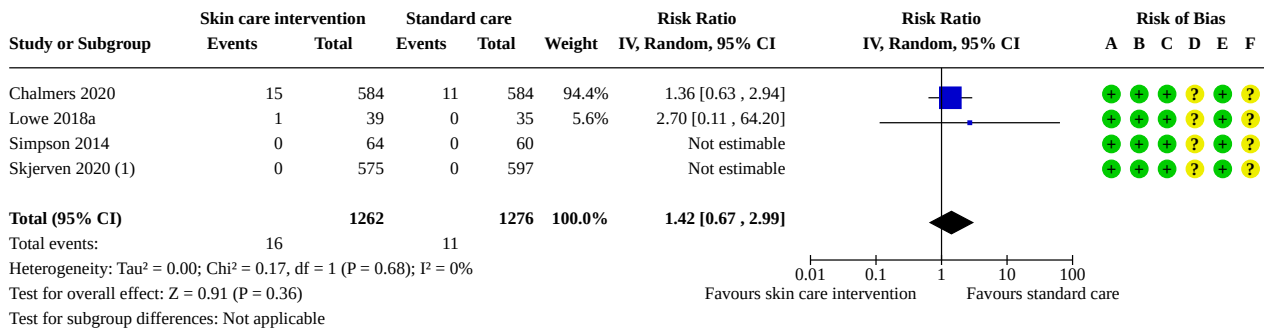 Skin care intervention Standard care Risk Ratio Risk Ratio Risk of Bias
Study or Subgroup Events Total Events Total Weight IV, Random, 95% CI IV, Random, 95% CI A B C D E F
Chalmers 2020 15 584 11 584 94.4% 1.36 [0.63 , 2.94] + + + ? + ?
Lowe 2018a 1 39 0 35 5.6% 2.70 [0.11 , 64.20] + + + ? + ?
Simpson 2014 0 64 0 60 Not estimable + + + ? + ?
Skjerven 2020 (1) 0 575 0 597 Not estimable + + + ? + ?
Total (95% CI) 1262 1276 100.0% 1.42 [0.67 , 2.99]
Total events: 16 11
Heterogeneity: Tau² = 0.00; Chi² = 0.17, df = 1 (P = 0.68); I² = 0%
0.01 0.1 1 10 100
Test for overall effect: Z = 0.91 (P = 0.36) Favours skin care intervention Favours standard care
Test for subgroup differences: Not applicable